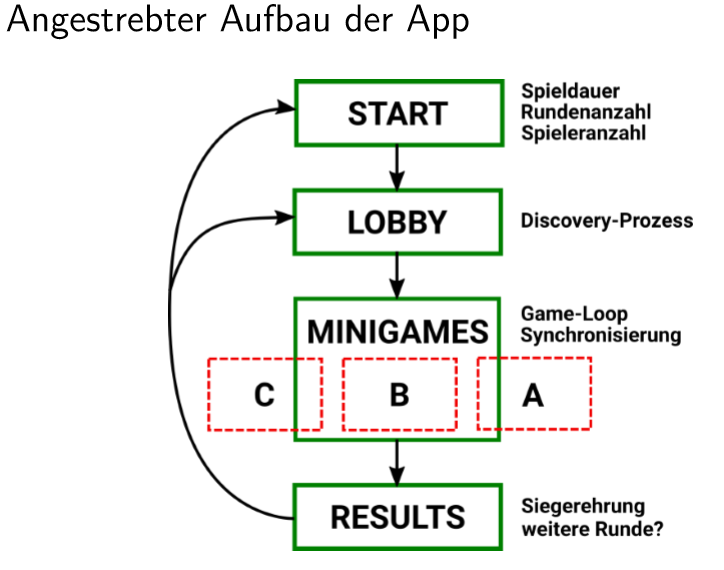 Angestrebter Aufbau der App
START
Spieldauer
Rundenanzahl
Spieleranzahl
LOBBY
Discovery-Prozess
MINIGAMES
Game-Loop
Synchronisierung
C B A
RESULTS
Siegerehrung
weitere Runde?